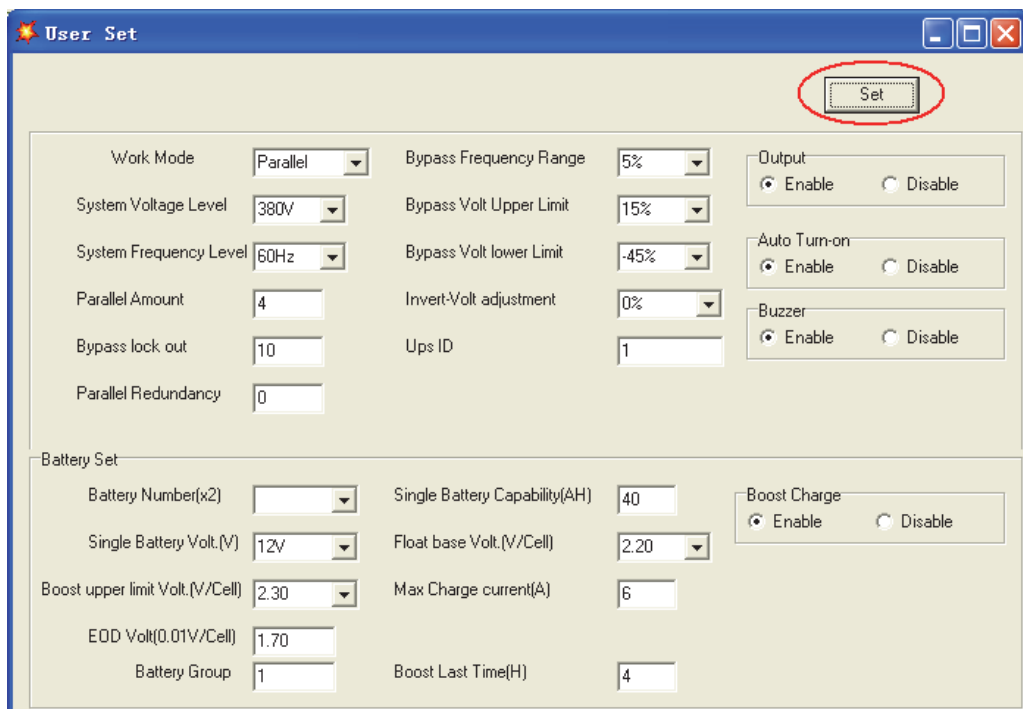 User Set
Set
Work Mode Parallel Bypass Frequency Range 5% Output
Enable Disable
System Voltage Level 380V Bypass Volt Upper Limit 15%
System Frequency Level 60Hz Bypass Volt lower Limit -45% Auto Turn-on
Enable Disable
Parallel Amount 4 Invert-Volt adjustment 0% Buzzer
Bypass lock out 10 Ups ID 1 Enable Disable
Parallel Redundancy 0
Battery Set
Battery Number(x2) Single Battery Capability(AH) 40 Boost Charge
Enable Disable
Single Battery Volt.(V) 12V Float base Volt.(V/Cell) 2.20
Boost upper limit Volt.(V/Cell) 2.30 Max Charge current(A) 6
EOD Volt(0.01V/Cell) 1.70
Battery Group 1 Boost Last Time(H) 4